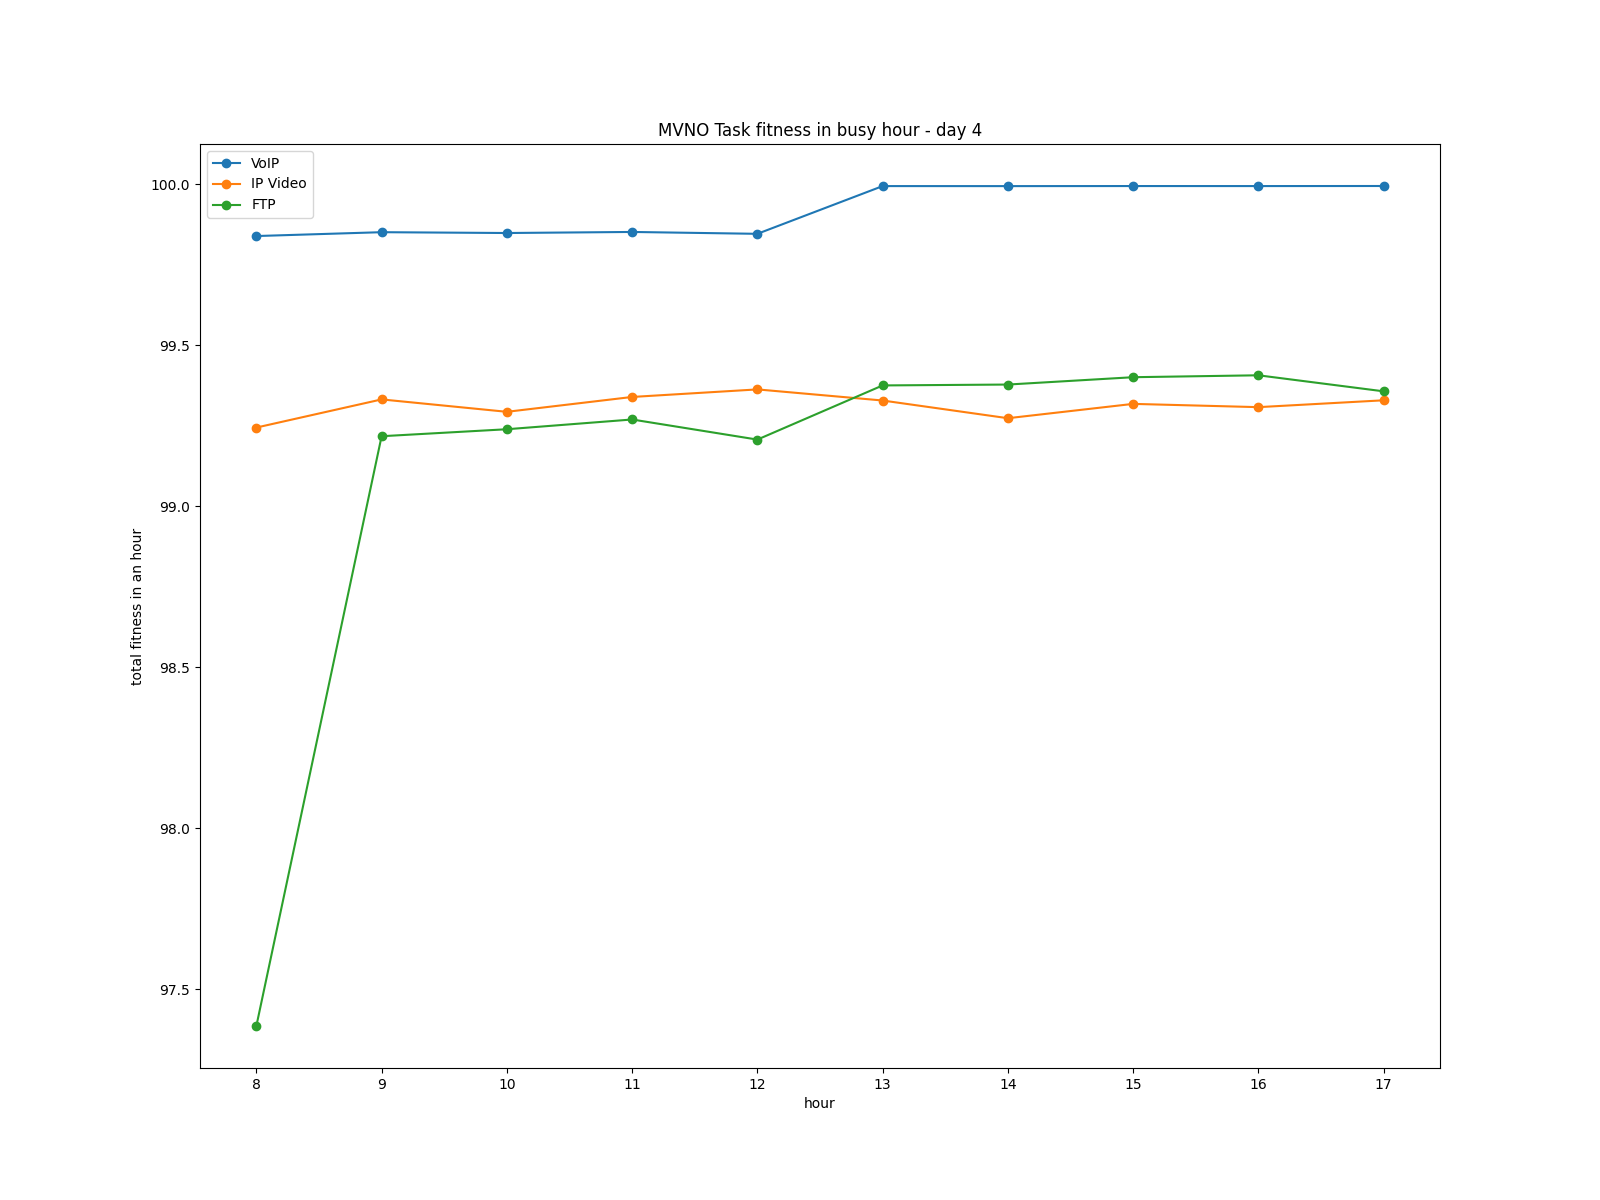 MVNO Task fitness in busy hour - day 4
VoIP
IP Video
FTP
100.0
99.5
99.0
98.5
98.0
97.5
total fitness in an hour
8 9 10 11 12 13 14 15 16 17
hour